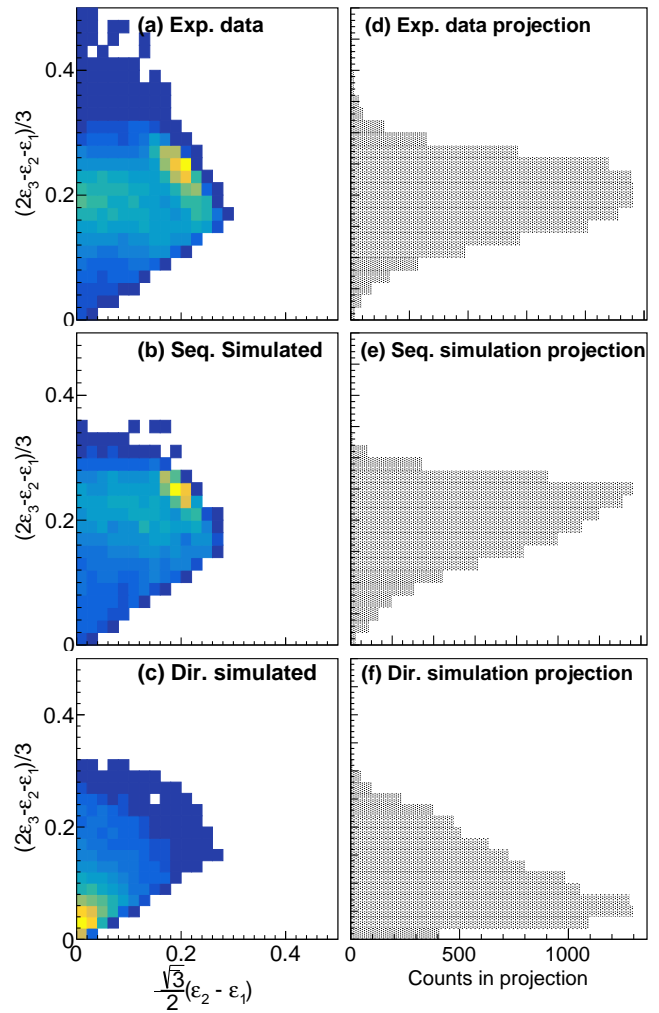 (a) Exp. data
(d) Exp. data projection
0.4
0.2
0
(2ε₃-ε₂-ε₁)/3
(b) Seq. Simulated
(e) Seq. simulation projection
0.4
0.2
0
(2ε₃-ε₂-ε₁)/3
(c) Dir. simulated
(f) Dir. simulation projection
0.4
0.2
0
(2ε₃-ε₂-ε₁)/3
0 0.2 0.4
√3/2(ε₂ - ε₁)
0 500 1000
Counts in projection